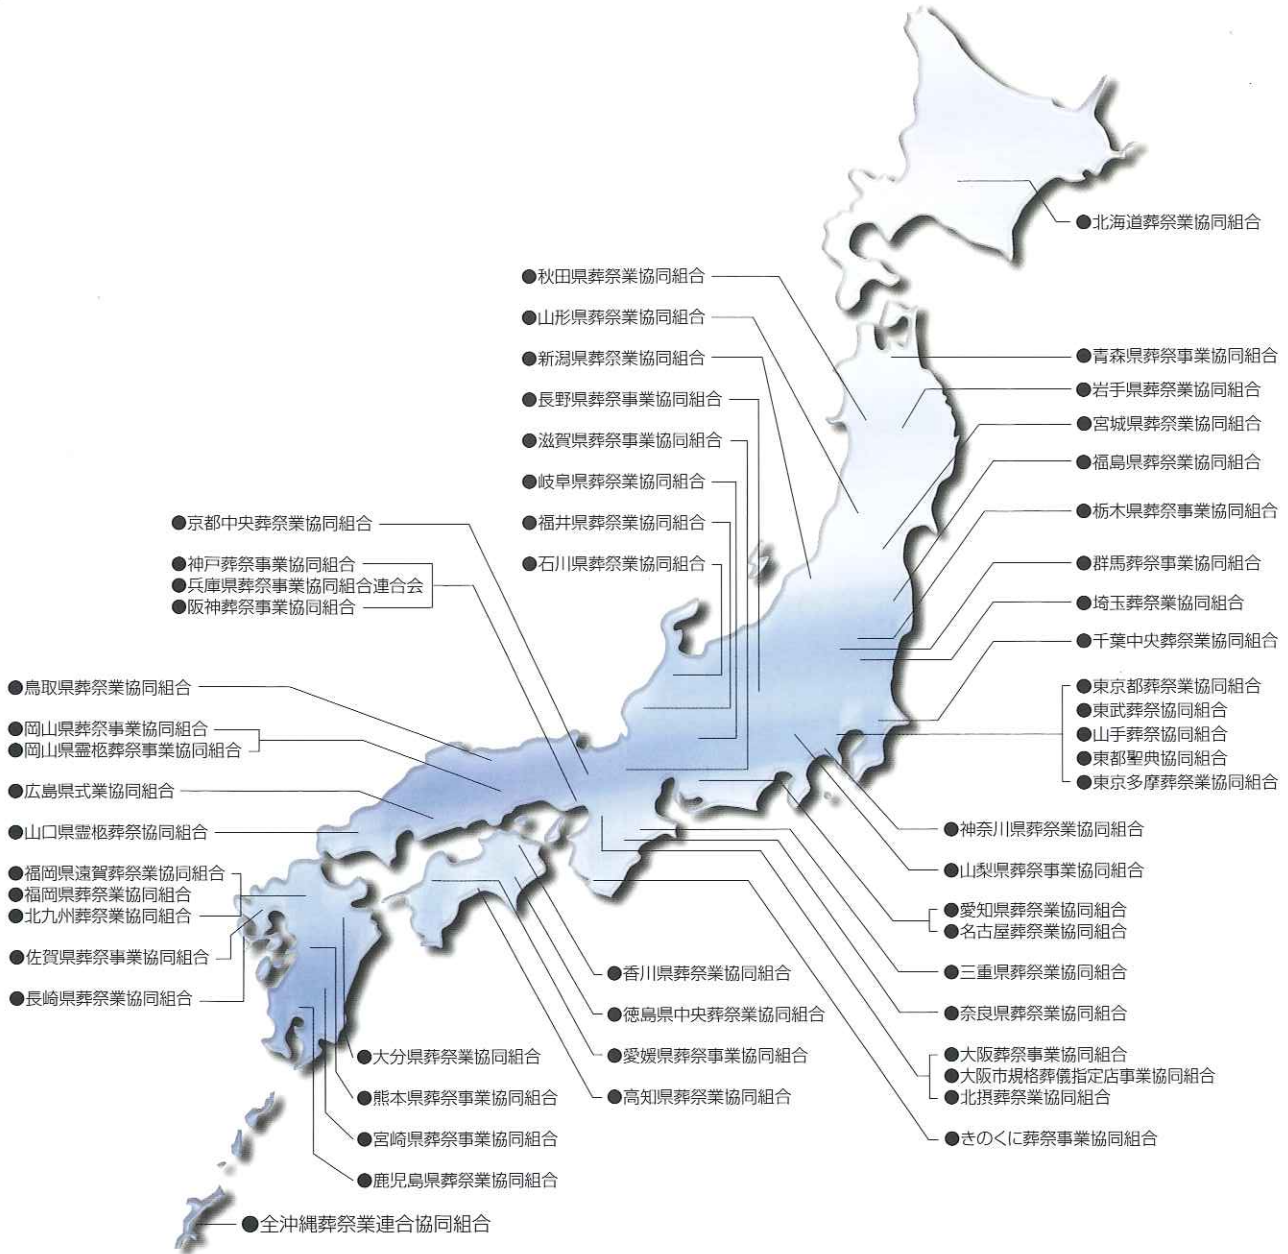 ●北海道葬祭業協同組合
●秋田県葬祭業協同組合
●山形県葬祭業協同組合
●新潟県葬祭業協同組合
●長野県葬祭事業協同組合
●滋賀県葬祭事業協同組合
●岐阜県葬祭業協同組合
●福井県葬祭業協同組合
●石川県葬祭業協同組合
●青森県葬祭事業協同組合
●岩手県葬祭業協同組合
●宮城県葬祭業協同組合
●福島県葬祭業協同組合
●栃木県葬祭事業協同組合
●群馬葬祭事業協同組合
●埼玉葬祭業協同組合
●千葉中央葬祭業協同組合
●東京都葬祭業協同組合
●東武葬祭協同組合
●山手葬祭協同組合
●東都聖典協同組合
●東京多摩葬祭業協同組合
●京都中央葬祭業協同組合
●神戸葬祭事業協同組合
●兵庫県葬祭事業協同組合連合会
●阪神葬祭事業協同組合
●鳥取県葬祭業協同組合
●岡山県葬祭事業協同組合
●岡山県霊柩葬祭事業協同組合
●広島県式業協同組合
●山口県霊柩葬祭協同組合
●福岡県遠賀葬祭業協同組合
●福岡県葬祭業協同組合
●北九州葬祭業協同組合
●佐賀県葬祭事業協同組合
●長崎県葬祭業協同組合
●神奈川県葬祭業協同組合
●山梨県葬祭事業協同組合
●愛知県葬祭業協同組合
●名古屋葬祭業協同組合
●三重県葬祭業協同組合
●奈良県葬祭業協同組合
●大阪葬祭事業協同組合
●大阪市規格葬儀指定店事業協同組合
●北摂葬祭業協同組合
●きのくに葬祭事業協同組合
●香川県葬祭業協同組合
●徳島県中央葬祭業協同組合
●愛媛県葬祭事業協同組合
●高知県葬祭業協同組合
●大分県葬祭業協同組合
●熊本県葬祭事業協同組合
●宮崎県葬祭事業協同組合
●鹿児島県葬祭業協同組合
●全沖縄葬祭業連合協同組合